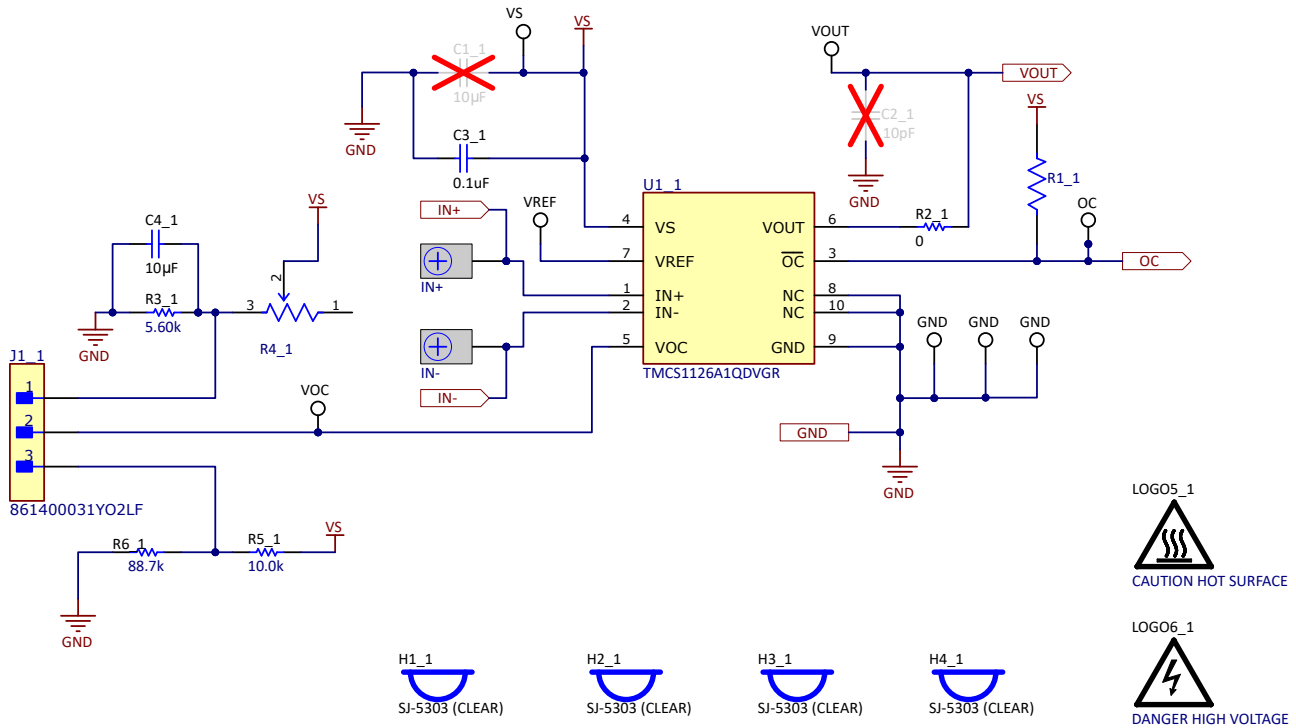 VS
VS
C1_1
10µF
GND
C3_1
0.1uF
VOUT
VOUT
C2_1
10pF
GND
VS
R1_1
OC
OC
C4_1
10µF
R3_1
5.60k
GND
VS
2
3
1
R4_1
IN+
VREF
IN+
IN-
IN-
U1_1
4 VS
7 VREF
1 IN+
2 IN-
5 VOC
VOUT 6
OC 3
NC 8
NC 10
GND 9
TMCS1126A1QDVGR
R2_1
0
GND
GND
GND
GND
GND
J1_1
1
2
3
861400031YO2LF
VOC
R6_1
88.7k
R5_1
10.0k
VS
GND
LOGO5_1
CAUTION HOT SURFACE
LOGO6_1
DANGER HIGH VOLTAGE
H1_1
SJ-5303 (CLEAR)
H2_1
SJ-5303 (CLEAR)
H3_1
SJ-5303 (CLEAR)
H4_1
SJ-5303 (CLEAR)